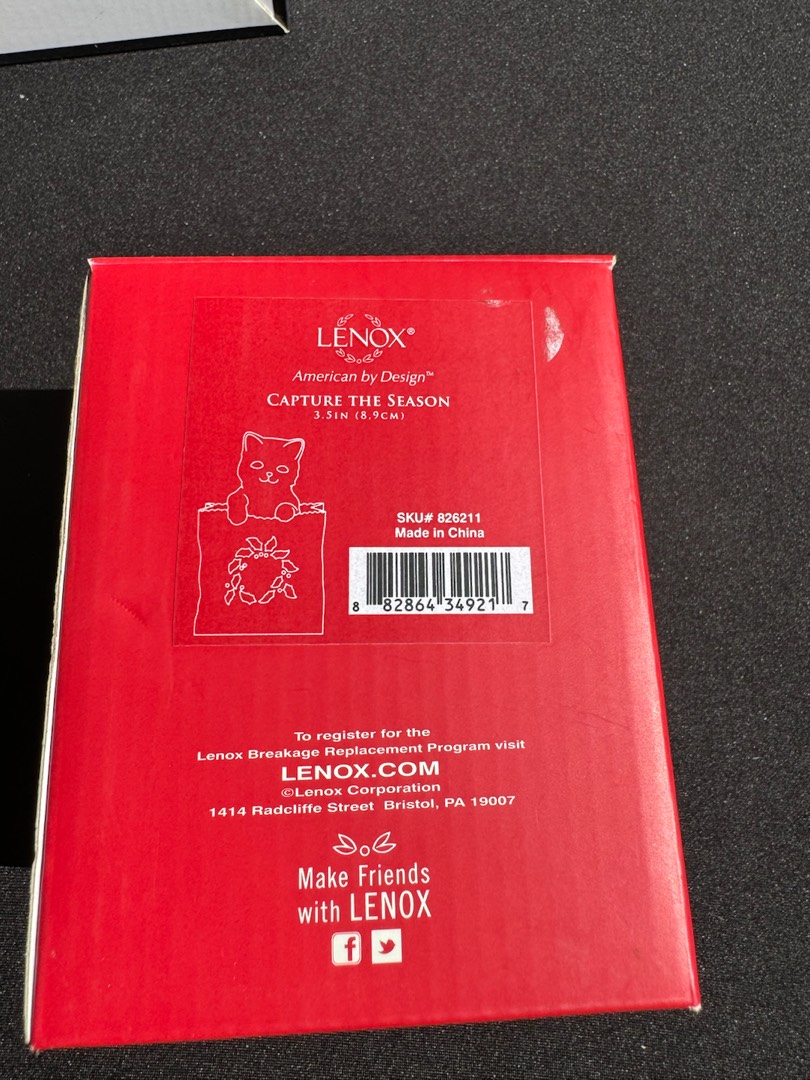 LENOX®
American by Design™
CAPTURE THE SEASON
3.5IN (8.9CM)
SKU# 826211
Made in China
8 82864 34921 7
To register for the
Lenox Breakage Replacement Program visit
LENOX.COM
©Lenox Corporation
1414 Radcliffe Street Bristol, PA 19007
Make Friends
with LENOX
f